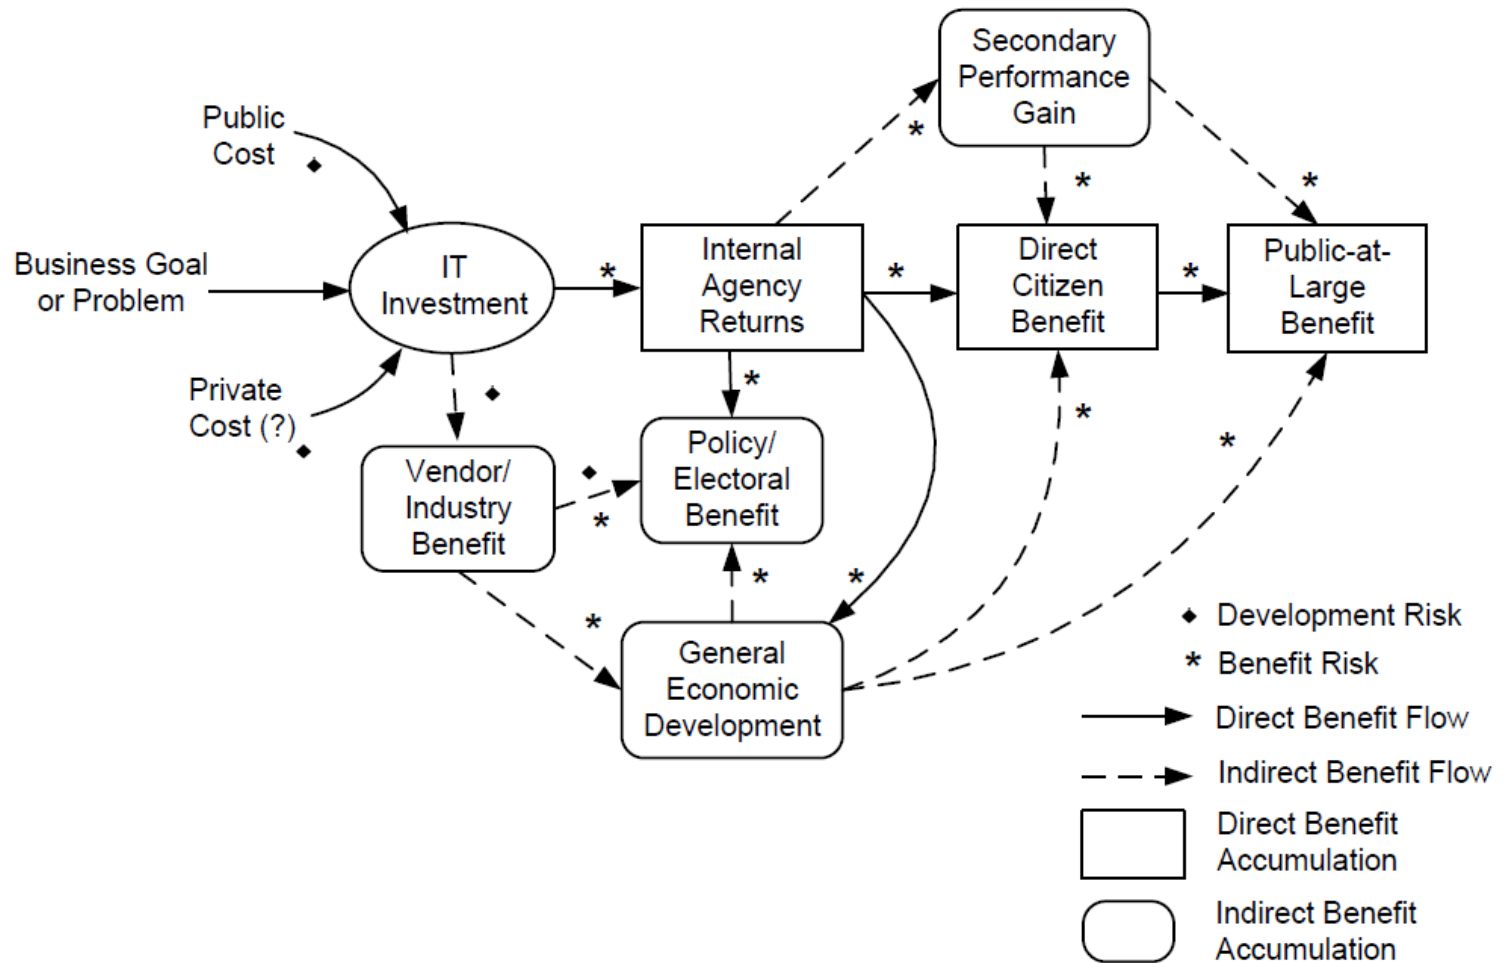 Secondary
Performance
Gain
Public
Cost
Business Goal
or Problem
IT
Investment
Internal
Agency
Returns
Direct
Citizen
Benefit
Public-at-
Large
Benefit
Private
Cost (?)
Vendor/
Industry
Benefit
Policy/
Electoral
Benefit
General
Economic
Development
Development Risk
* Benefit Risk
Direct Benefit Flow
Indirect Benefit Flow
Direct Benefit
Accumulation
Indirect Benefit
Accumulation